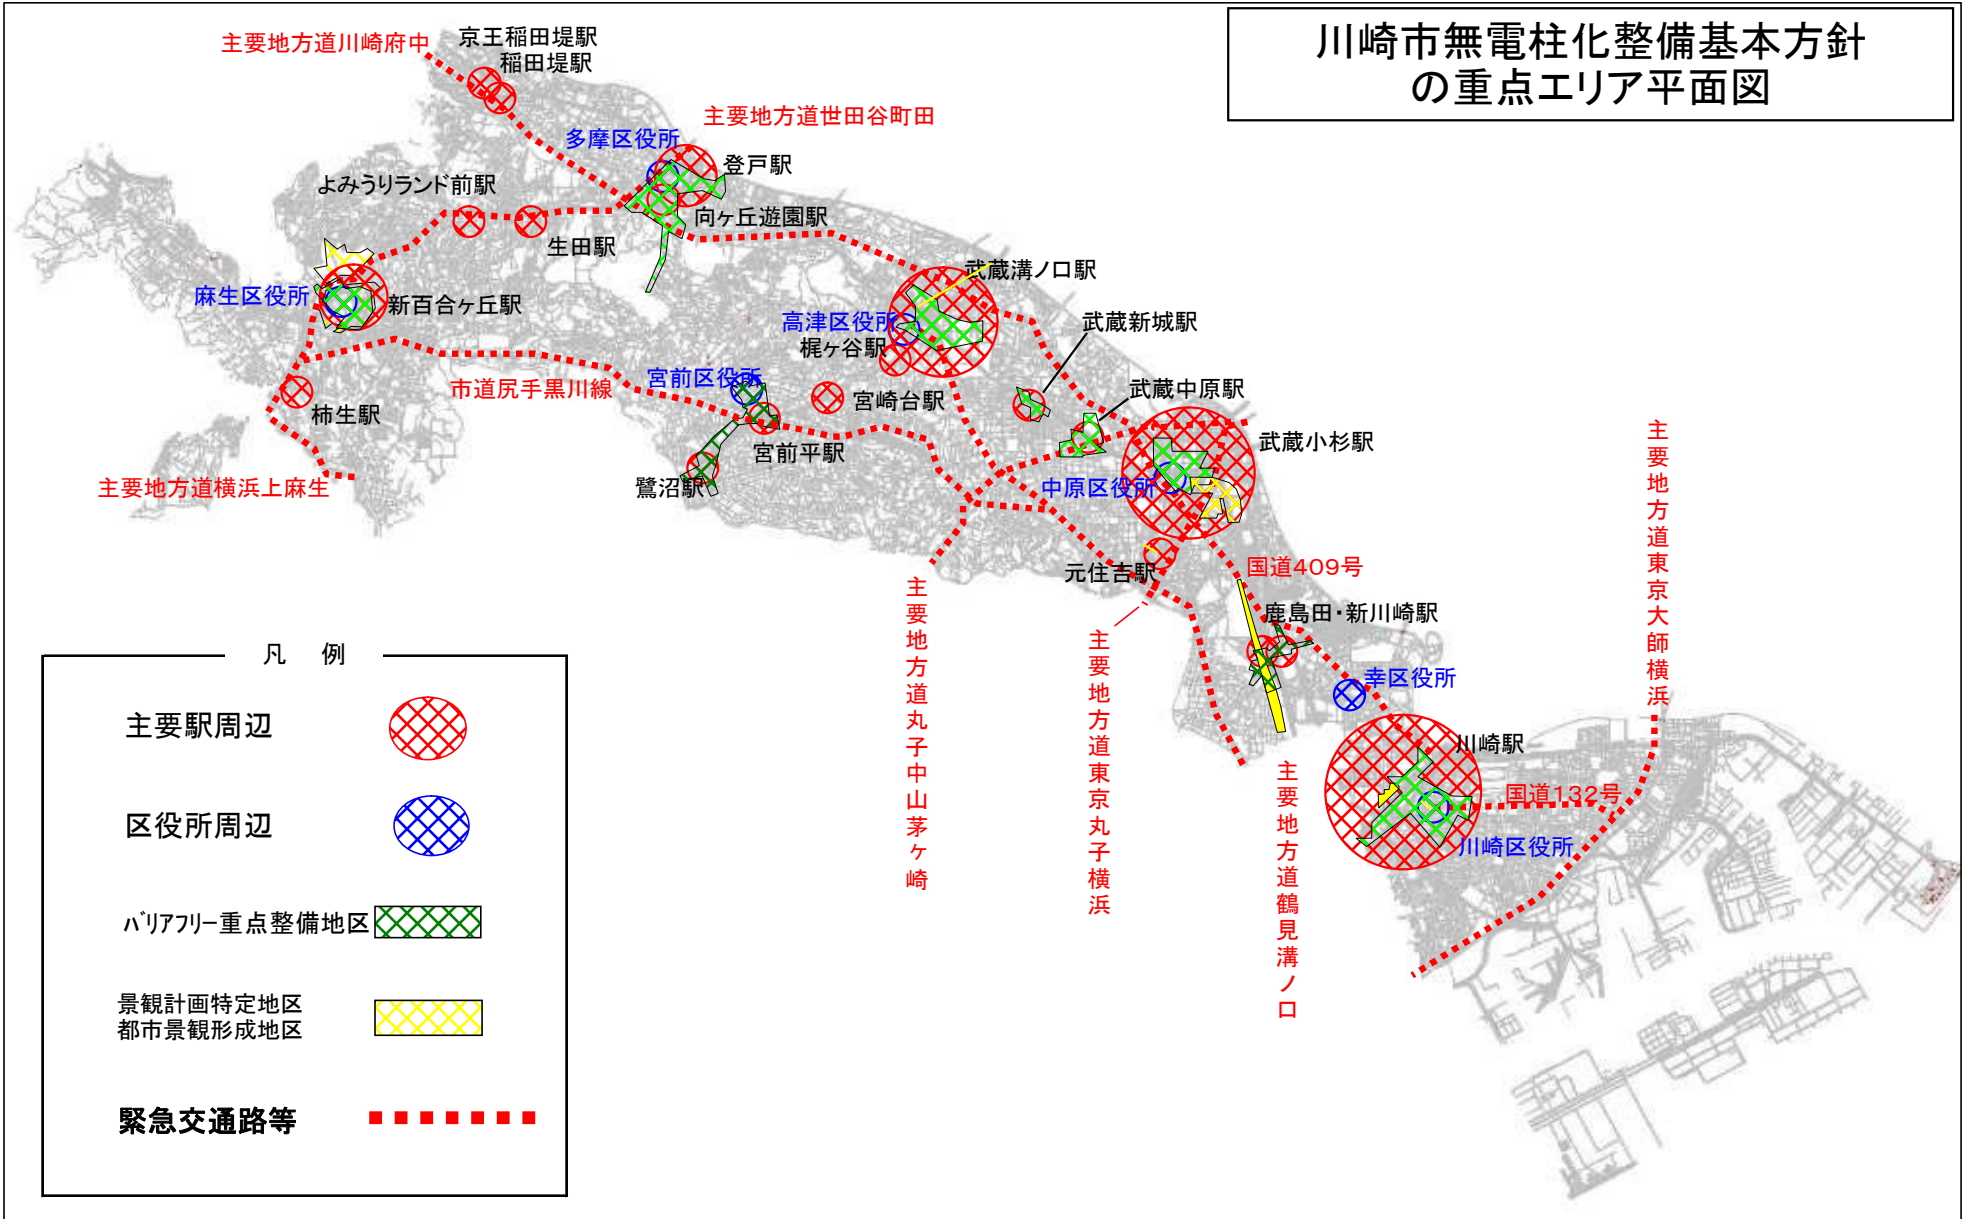 川崎市無電柱化整備基本方針
の重点エリア平面図
主要地方道川崎府中
京王稲田堤駅
稲田堤駅
主要地方道世田谷町田
多摩区役所
登戸駅
よみうりランド前駅
向ヶ丘遊園駅
生田駅
麻生区役所
新百合ヶ丘駅
武蔵溝ノ口駅
高津区役所
梶ヶ谷駅
武蔵新城駅
市道尻手黒川線
宮前区役所
宮崎台駅
武蔵中原駅
柿生駅
宮前平駅
武蔵小杉駅
鷺沼駅
中原区役所
主要地方道横浜上麻生
元住吉駅
国道409号
鹿島田・新川崎駅
幸区役所
川崎駅
国道132号
川崎区役所
主要地方道丸子中山茅ヶ崎
主要地方道東京丸子横浜
主要地方道鶴見溝ノ口
主要地方道東京大師横浜
凡 例
主要駅周辺
区役所周辺
バリアフリー重点整備地区
景観計画特定地区
都市景観形成地区
緊急交通路等